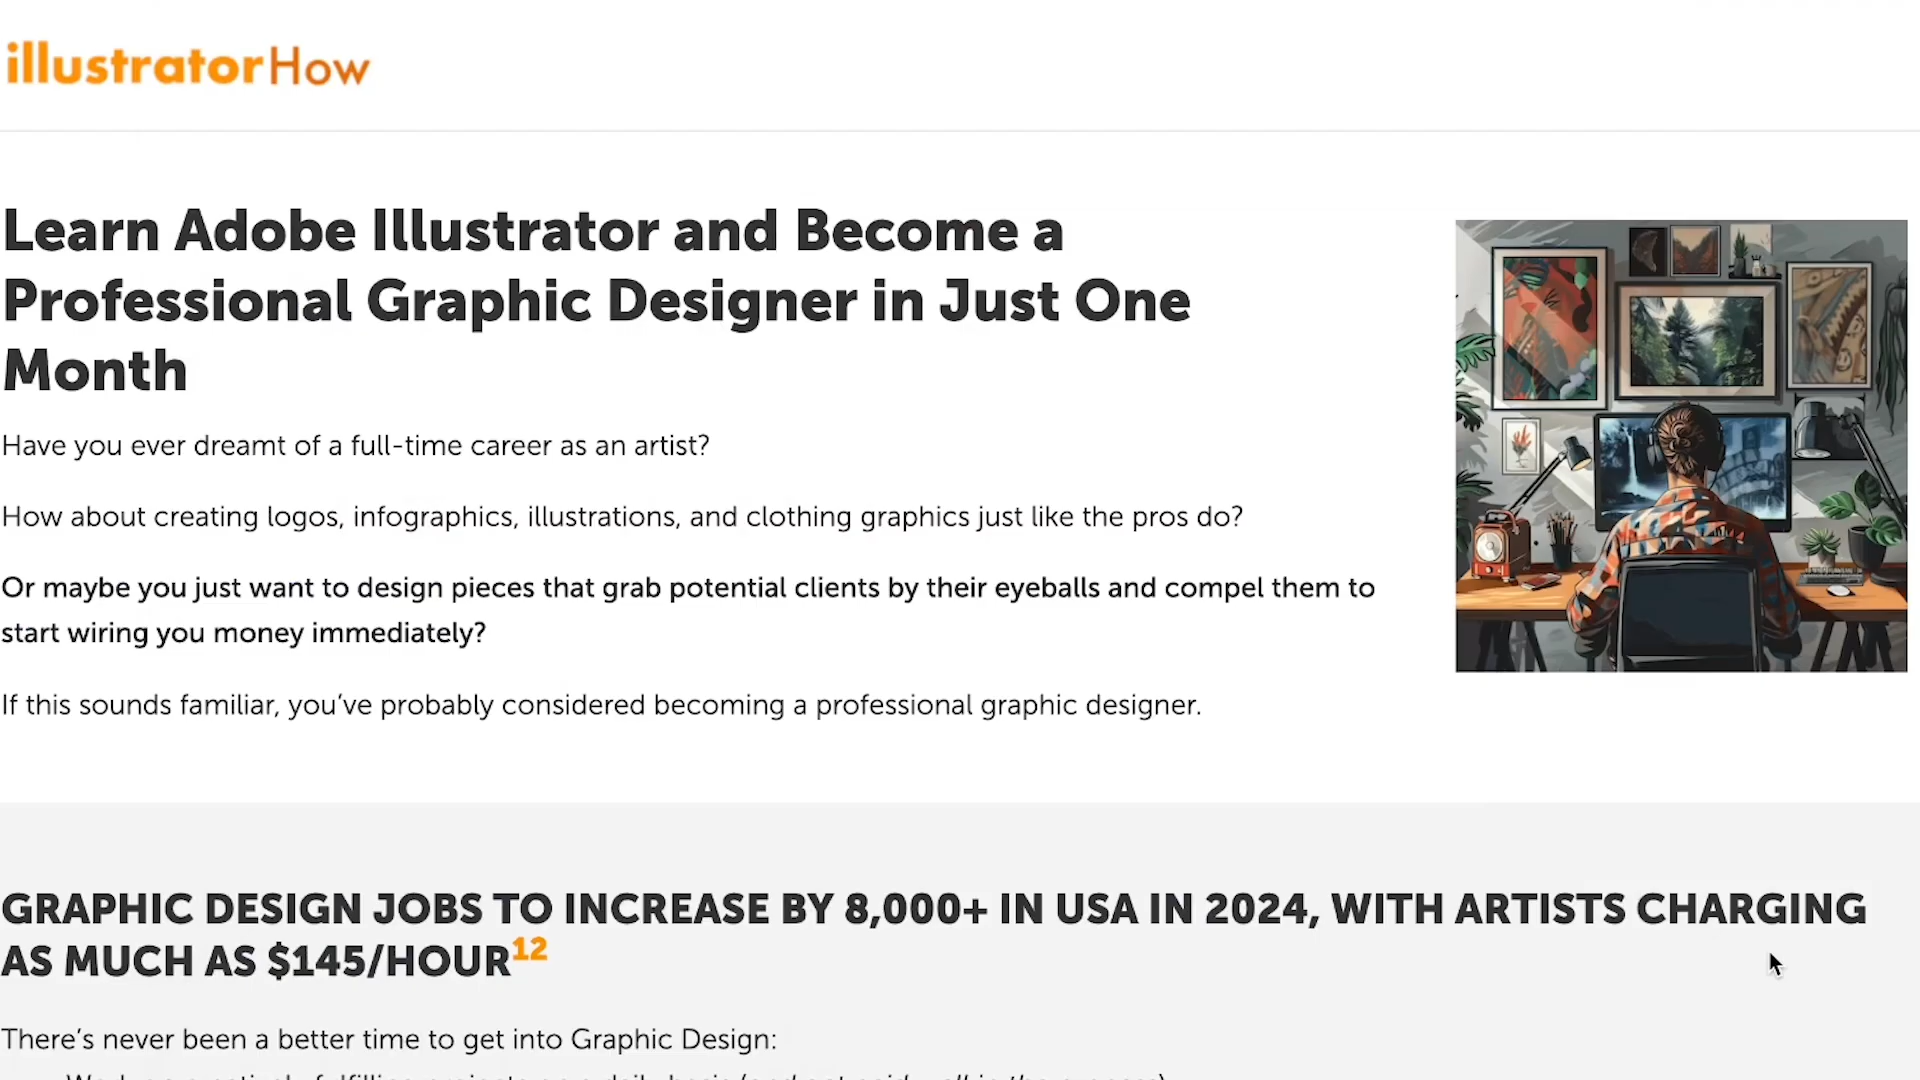 illustratorHow
Learn Adobe Illustrator and Become a
Professional Graphic Designer in Just One
Month
Have you ever dreamt of a full-time career as an artist?
How about creating logos, infographics, illustrations, and clothing graphics just like the pros do?
Or maybe you just want to design pieces that grab potential clients by their eyeballs and compel them to
start wiring you money immediately?
If this sounds familiar, you’ve probably considered becoming a professional graphic designer.
GRAPHIC DESIGN JOBS TO INCREASE BY 8,000+ IN USA IN 2024, WITH ARTISTS CHARGING
AS MUCH AS $145/HOUR12
There’s never been a better time to get into Graphic Design: